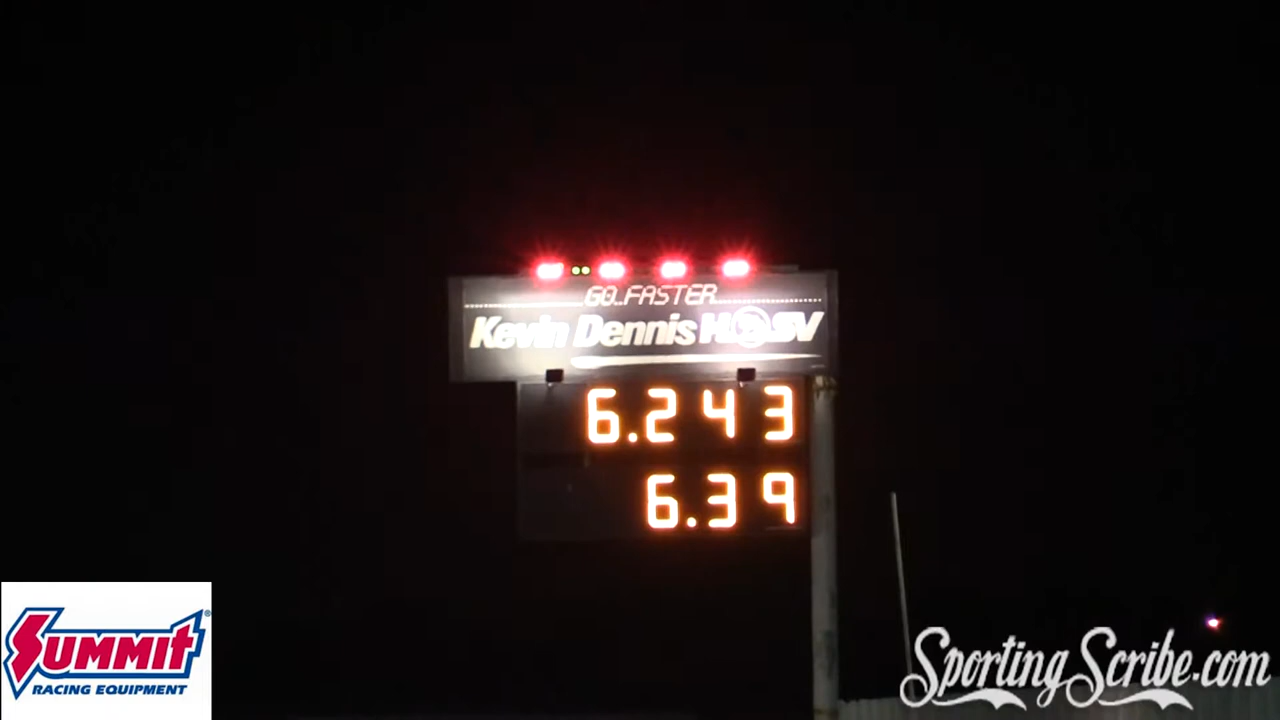 GO..FASTER
Kevin Dennis HSV
6.243
6.39
SUMMIT®
RACING EQUIPMENT
SportingScribe.com